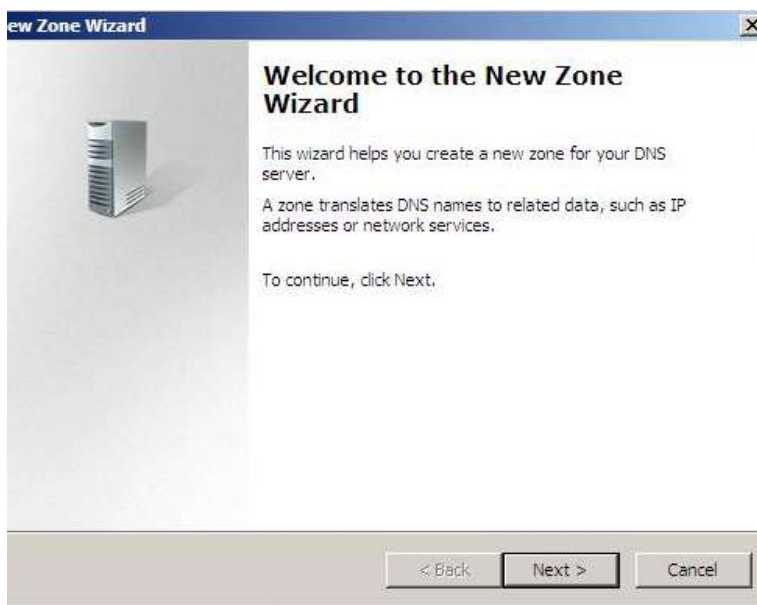 ew Zone Wizard
Welcome to the New Zone
Wizard
This wizard helps you create a new zone for your DNS
server.
A zone translates DNS names to related data, such as IP
addresses or network services.
To continue, click Next.
< Back
Next >
Cancel